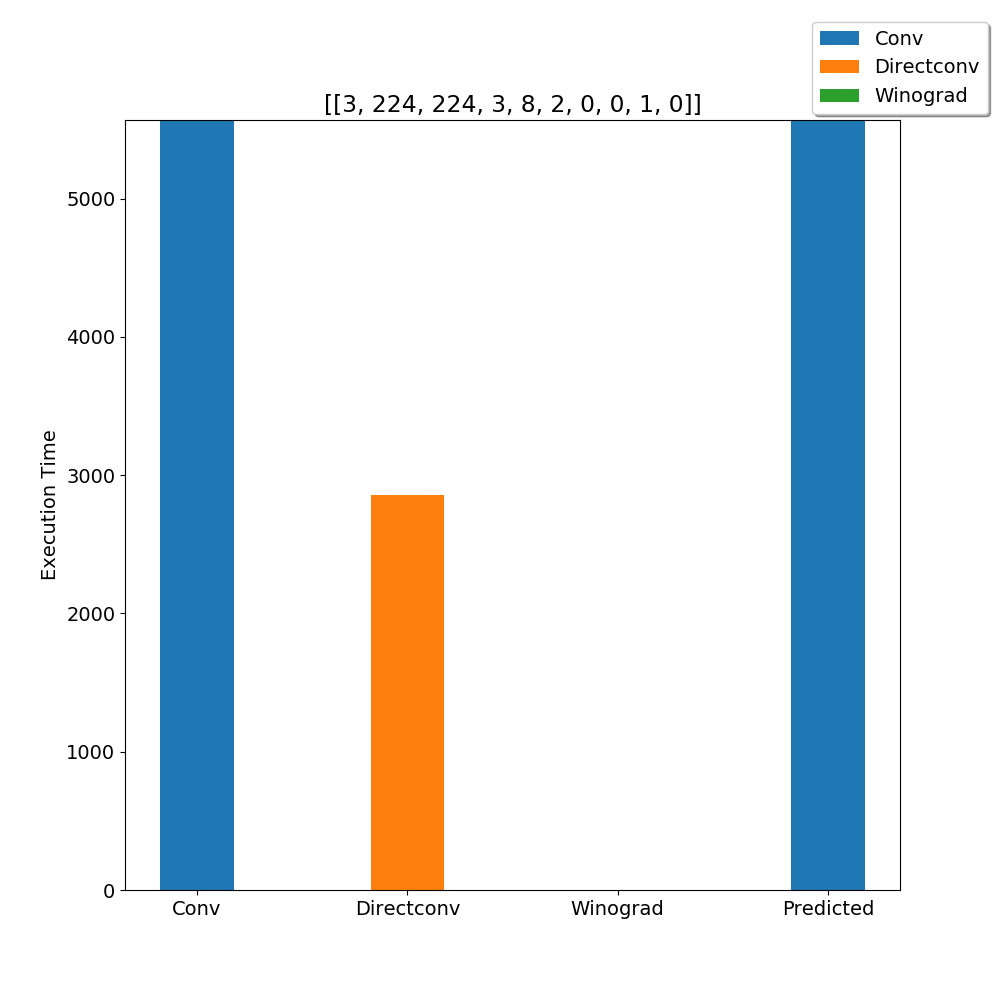 Conv
Directconv
Winograd
[[3, 224, 224, 3, 8, 2, 0, 0, 1, 0]]
5000
4000
3000
2000
1000
0
Execution Time
Conv Directconv Winograd Predicted